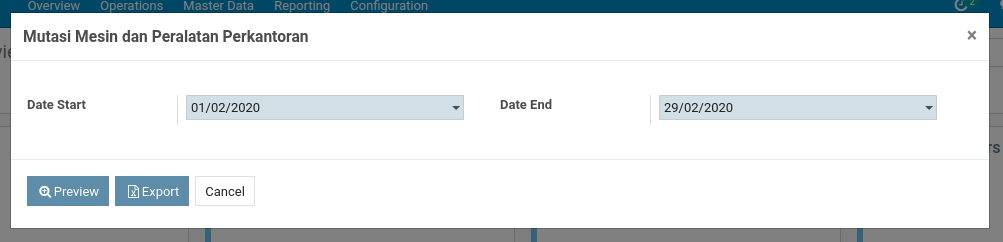 Overview Operations Master Data Reporting Configuration 2
Mutasi Mesin dan Peralatan Perkantoran ×
Date Start 01/02/2020 Date End 29/02/2020
Preview Export Cancel